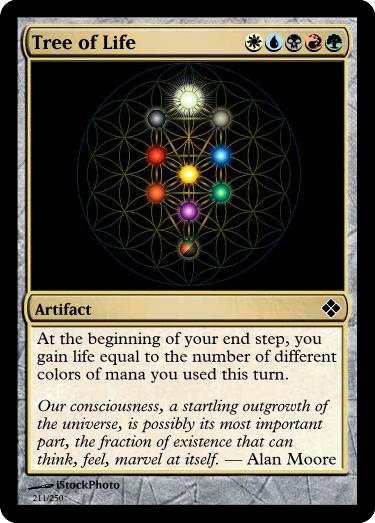 Tree of Life
Artifact
At the beginning of your end step, you
gain life equal to the number of different
colors of mana you used this turn.
Our consciousness, a startling outgrowth of
the universe, is possibly its most important
part, the fraction of existence that can
think, feel, marvel at itself. — Alan Moore
iStockPhoto
211/250